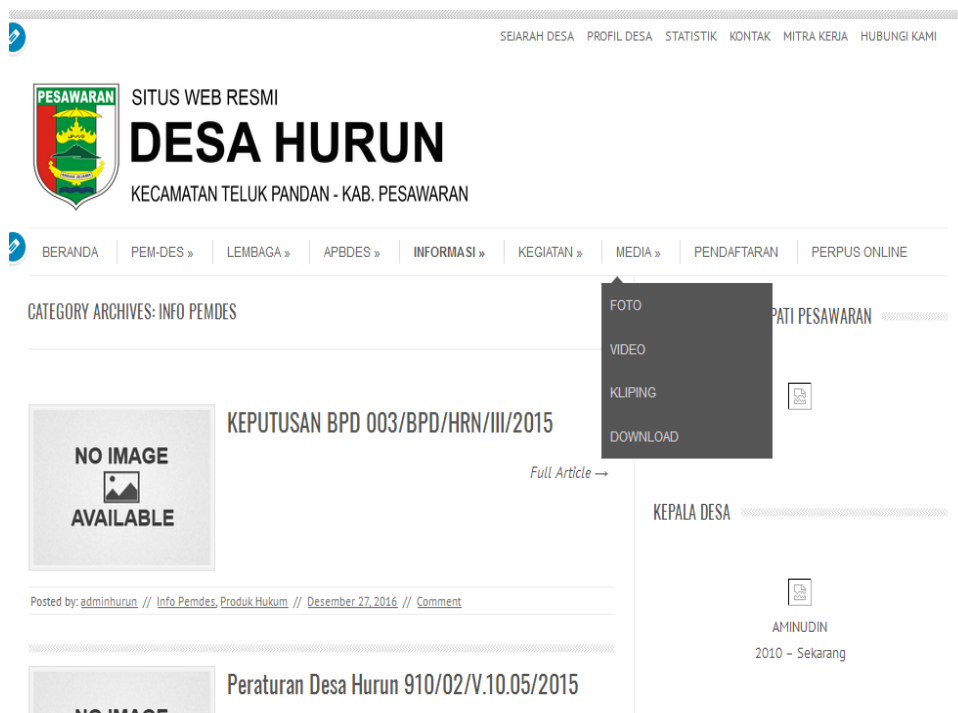 SEJARAH DESA PROFIL DESA STATISTIK KONTAK MITRA KERJA HUBUNGI KAMI
PESAWARAN
SITUS WEB RESMI
DESA HURUN
KECAMATAN TELUK PANDAN - KAB. PESAWARAN
BERANDA PEM-DES » LEMBAGA » APBDES » INFORMASI » KEGIATAN » MEDIA » PENDAFTARAN PERPUS ONLINE
FOTO
VIDEO
KLIPING
DOWNLOAD
CATEGORY ARCHIVES: INFO PEMDES
PATI PESAWARAN
NO IMAGE
AVAILABLE
KEPUTUSAN BPD 003/BPD/HRN/III/2015
Full Article →
Posted by: adminhurun // Info Pemdes, Produk Hukum // Desember 27, 2016 // Comment
KEPALA DESA
AMINUDIN
2010 – Sekarang
Peraturan Desa Hurun 910/02/V.10.05/2015
NO IMAGE